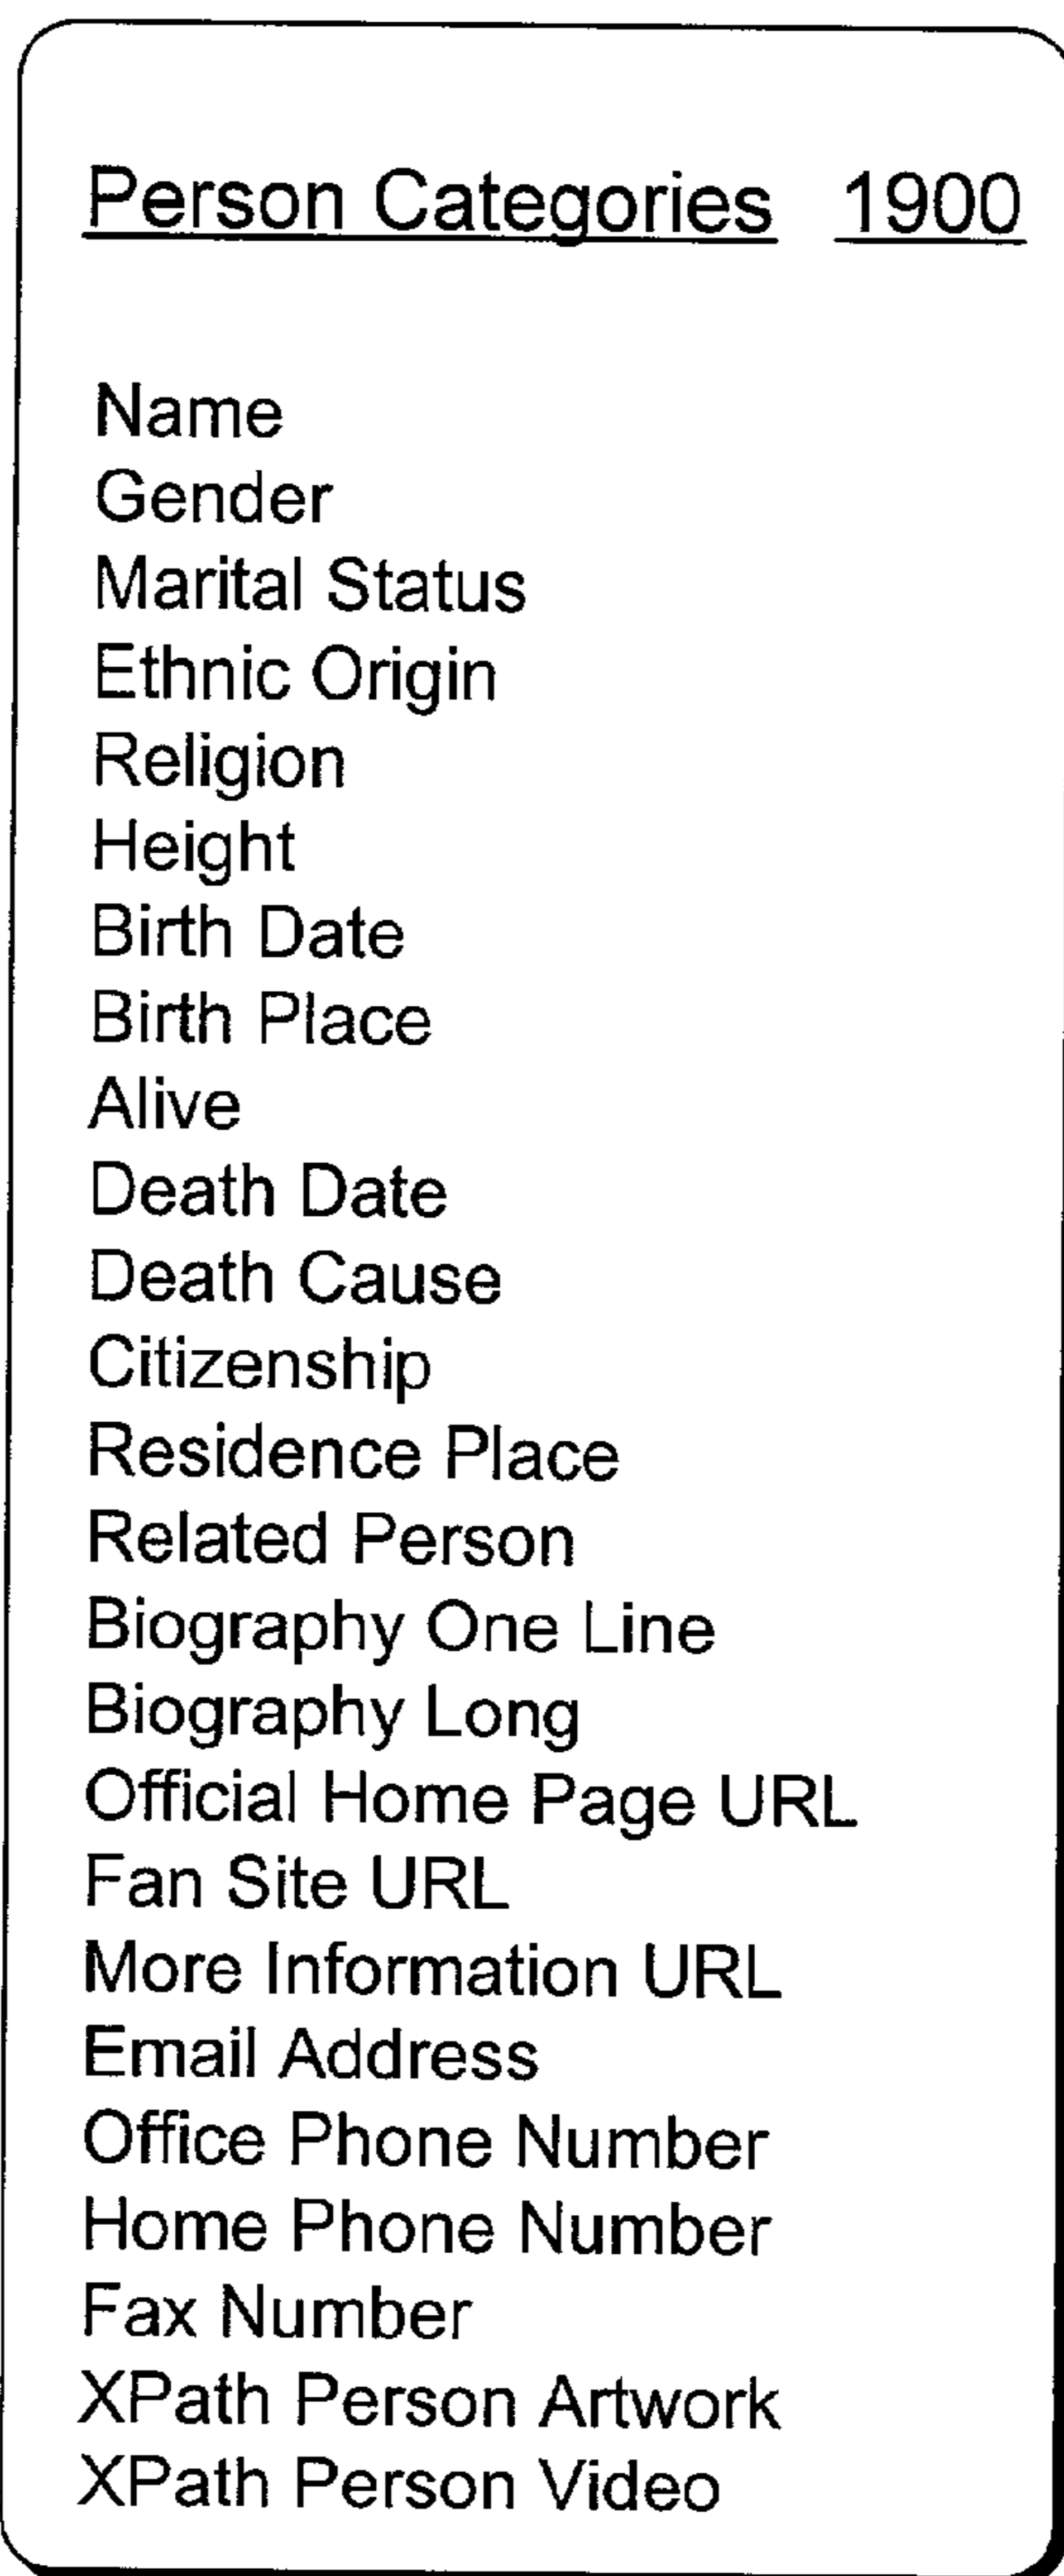 Person Categories 1900
Name
Gender
Marital Status
Ethnic Origin
Religion
Height
Birth Date
Birth Place
Alive
Death Date
Death Cause
Citizenship
Residence Place
Related Person
Biography One Line
Biography Long
Official Home Page URL
Fan Site URL
More Information URL
Email Address
Office Phone Number
Home Phone Number
Fax Number
XPath Person Artwork
XPath Person Video